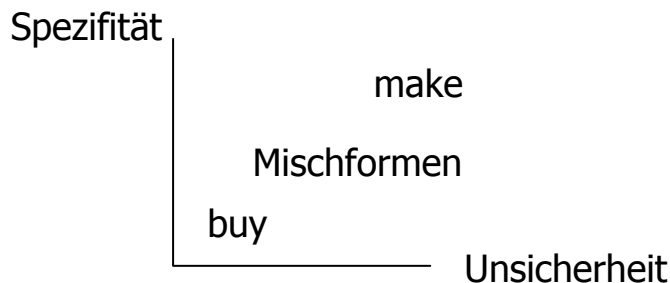 Spezifität
make
Mischformen
buy
Unsicherheit